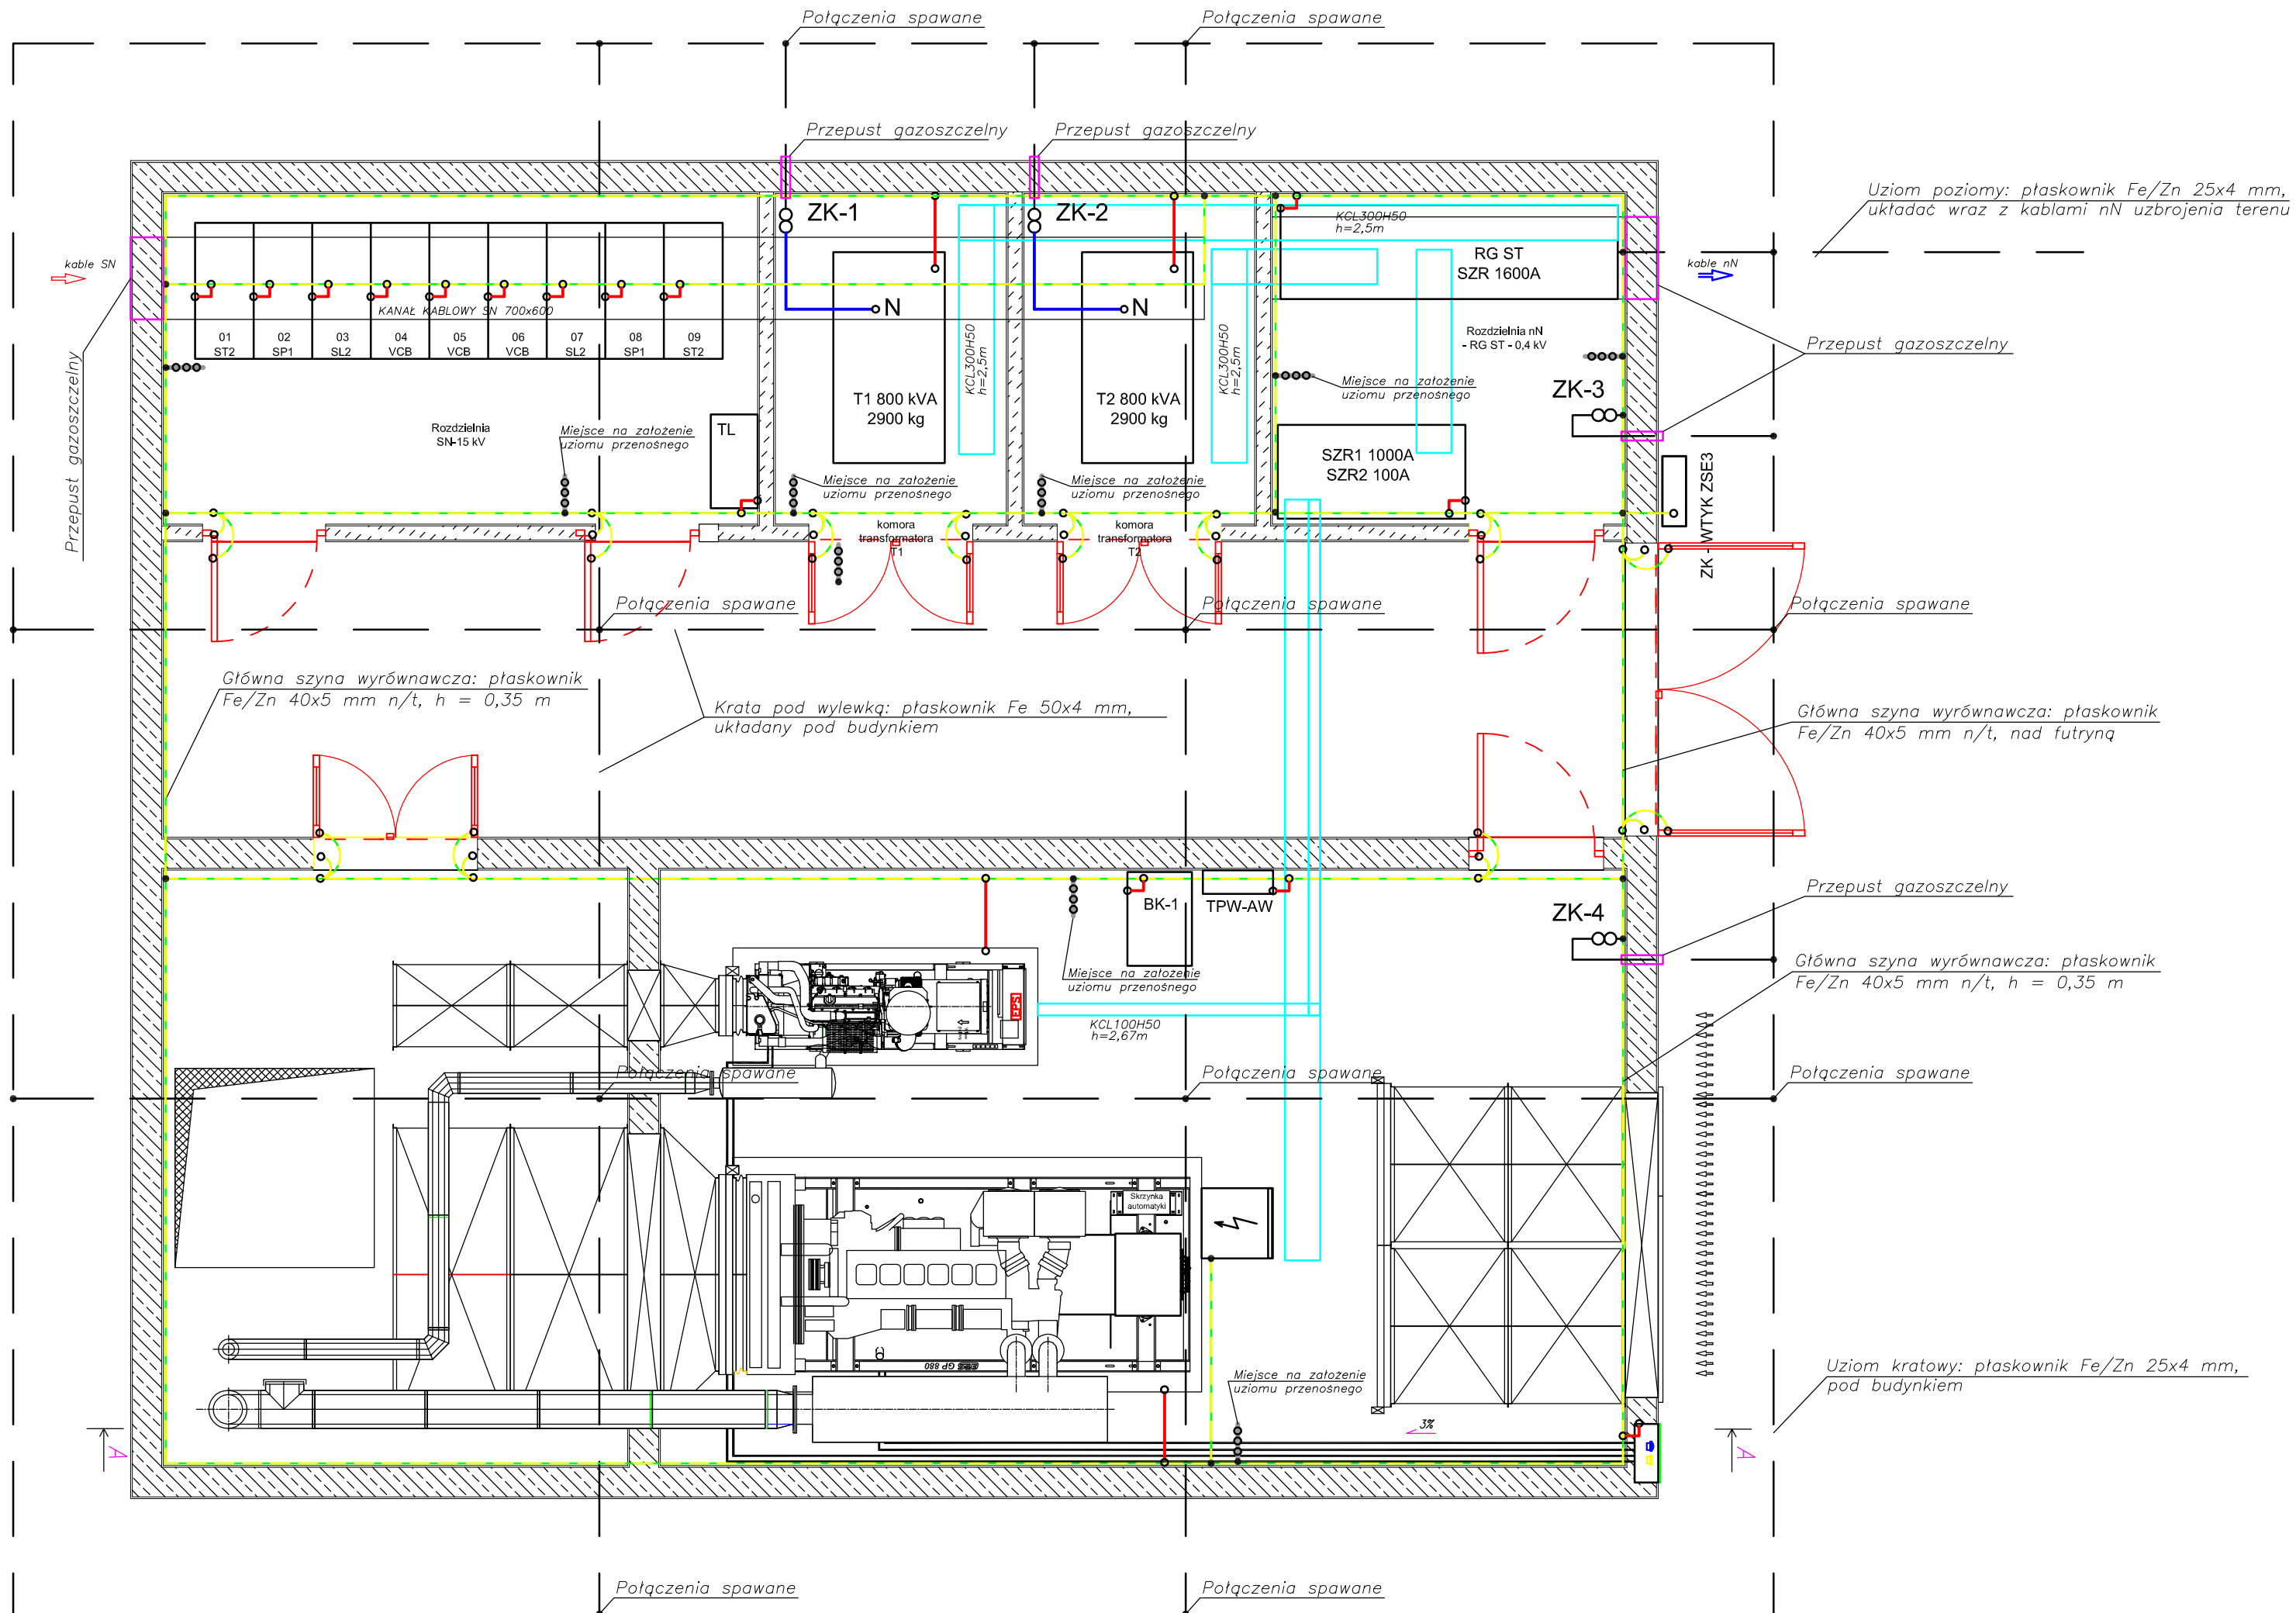 Połączenia spawane
Połączenia spawane
Przepust gazoszczelny
Przepust gazoszczelny
Uziom poziomy: płaskownik Fe/Zn 25x4 mm,
układać wraz z kablami nN uzbrojenia terenu
ZK-1
ZK-2
KCL300H50
h=2,5m
RG ST
SZR 1600A
kable SN
kable nN
N
N
KANAŁ KABLOWY SN 700x600
01
ST2
02
SP1
03
SL2
04
VCB
05
VCB
06
VCB
07
SL2
08
SP1
09
ST2
KCL300H50
h=2,5m
KCL300H50
h=2,5m
Rozdzielnia nN
- RG ST - 0,4 kV
Przepust gazoszczelny
Przepust gazoszczelny
T1 800 kVA
2900 kg
T2 800 kVA
2900 kg
Miejsce na założenie
uziomu przenośnego
ZK-3
Rozdzielnia
SN-15 kV
Miejsce na założenie
uziomu przenośnego
TL
SZR1 1000A
SZR2 100A
Miejsce na założenie
uziomu przenośnego
Miejsce na założenie
uziomu przenośnego
ZK - WTYK ZSE3
komora
transformatora
T1
komora
transformatora
T2
Połączenia spawane
Połączenia spawane
Połączenia spawane
Główna szyna wyrównawcza: płaskownik
Fe/Zn 40x5 mm n/t, h = 0,35 m
Krata pod wylewką: płaskownik Fe 50x4 mm,
układany pod budynkiem
Główna szyna wyrównawcza: płaskownik
Fe/Zn 40x5 mm n/t, nad futryną
BK-1
TPW-AW
ZK-4
Przepust gazoszczelny
Miejsce na założenie
uziomu przenośnego
Główna szyna wyrównawcza: płaskownik
Fe/Zn 40x5 mm n/t, h = 0,35 m
EPS
KCL100H50
h=2,67m
Połączenia spawane
Połączenia spawane
Połączenia spawane
Skrzynka
automatyki
GP 880
Miejsce na założenie
uziomu przenośnego
Uziom kratowy: płaskownik Fe/Zn 25x4 mm,
pod budynkiem
3%
A
A
Połączenia spawane
Połączenia spawane